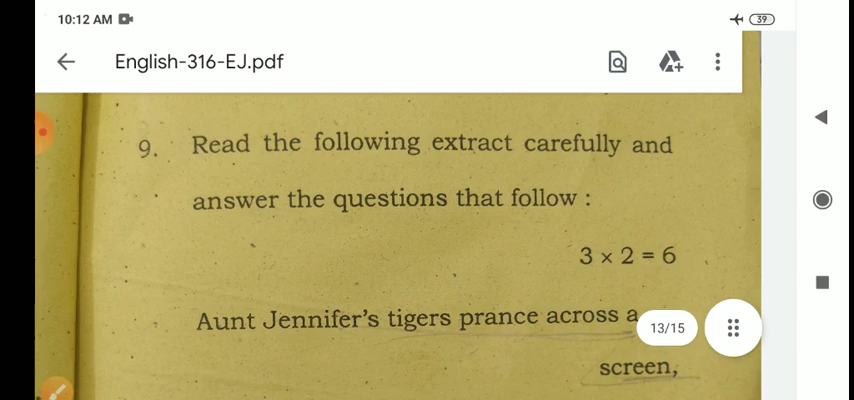 10:12 AM
39
English-316-EJ.pdf
9. Read the following extract carefully and
answer the questions that follow :
3 × 2 = 6
Aunt Jennifer's tigers prance across a
13/15
screen,